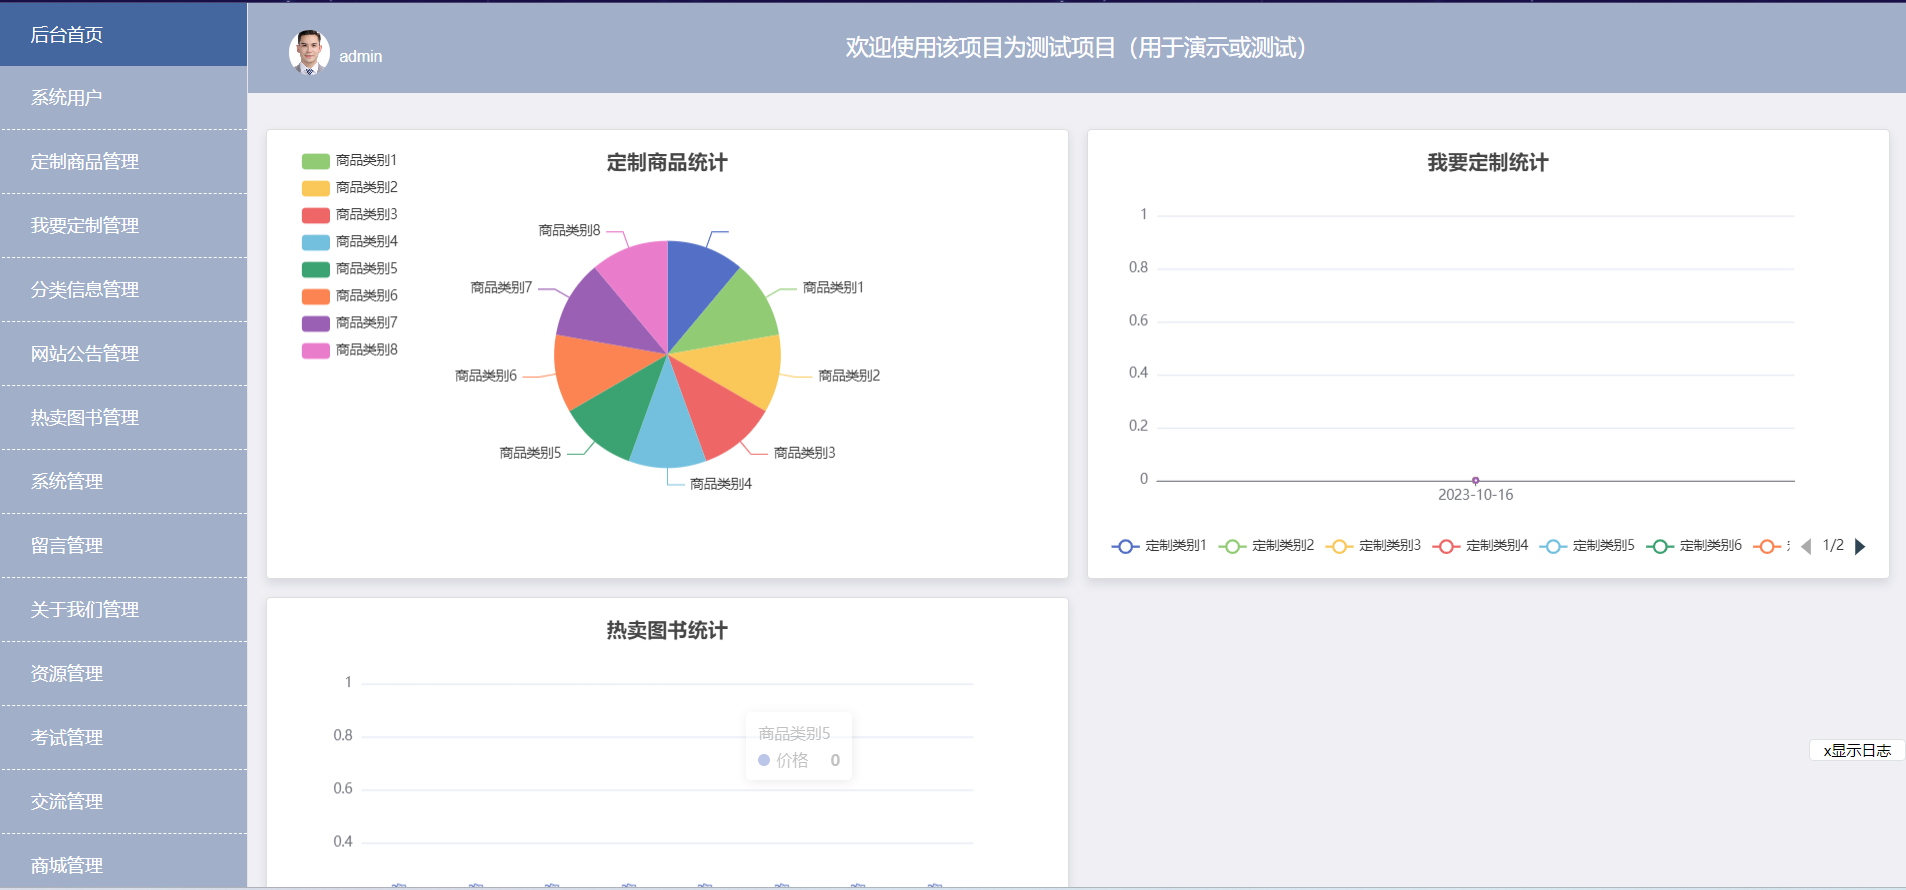 后台首页
系统用户
定制商品管理
我要定制管理
分类信息管理
网站公告管理
热卖图书管理
系统管理
留言管理
关于我们管理
资源管理
考试管理
交流管理
商城管理
admin
欢迎使用该项目为测试项目（用于演示或测试）
定制商品统计
商品类别1
商品类别2
商品类别3
商品类别4
商品类别5
商品类别6
商品类别7
商品类别8
商品类别8
商品类别7
商品类别1
商品类别6
商品类别2
商品类别5
商品类别3
商品类别4
我要定制统计
1
0.8
0.6
0.4
0.2
0
2023-10-16
定制类别1 定制类别2 定制类别3 定制类别4 定制类别5 定制类别6 1/2
热卖图书统计
1
0.8
0.6
0.4
商品类别5
价格 0
x显示日志